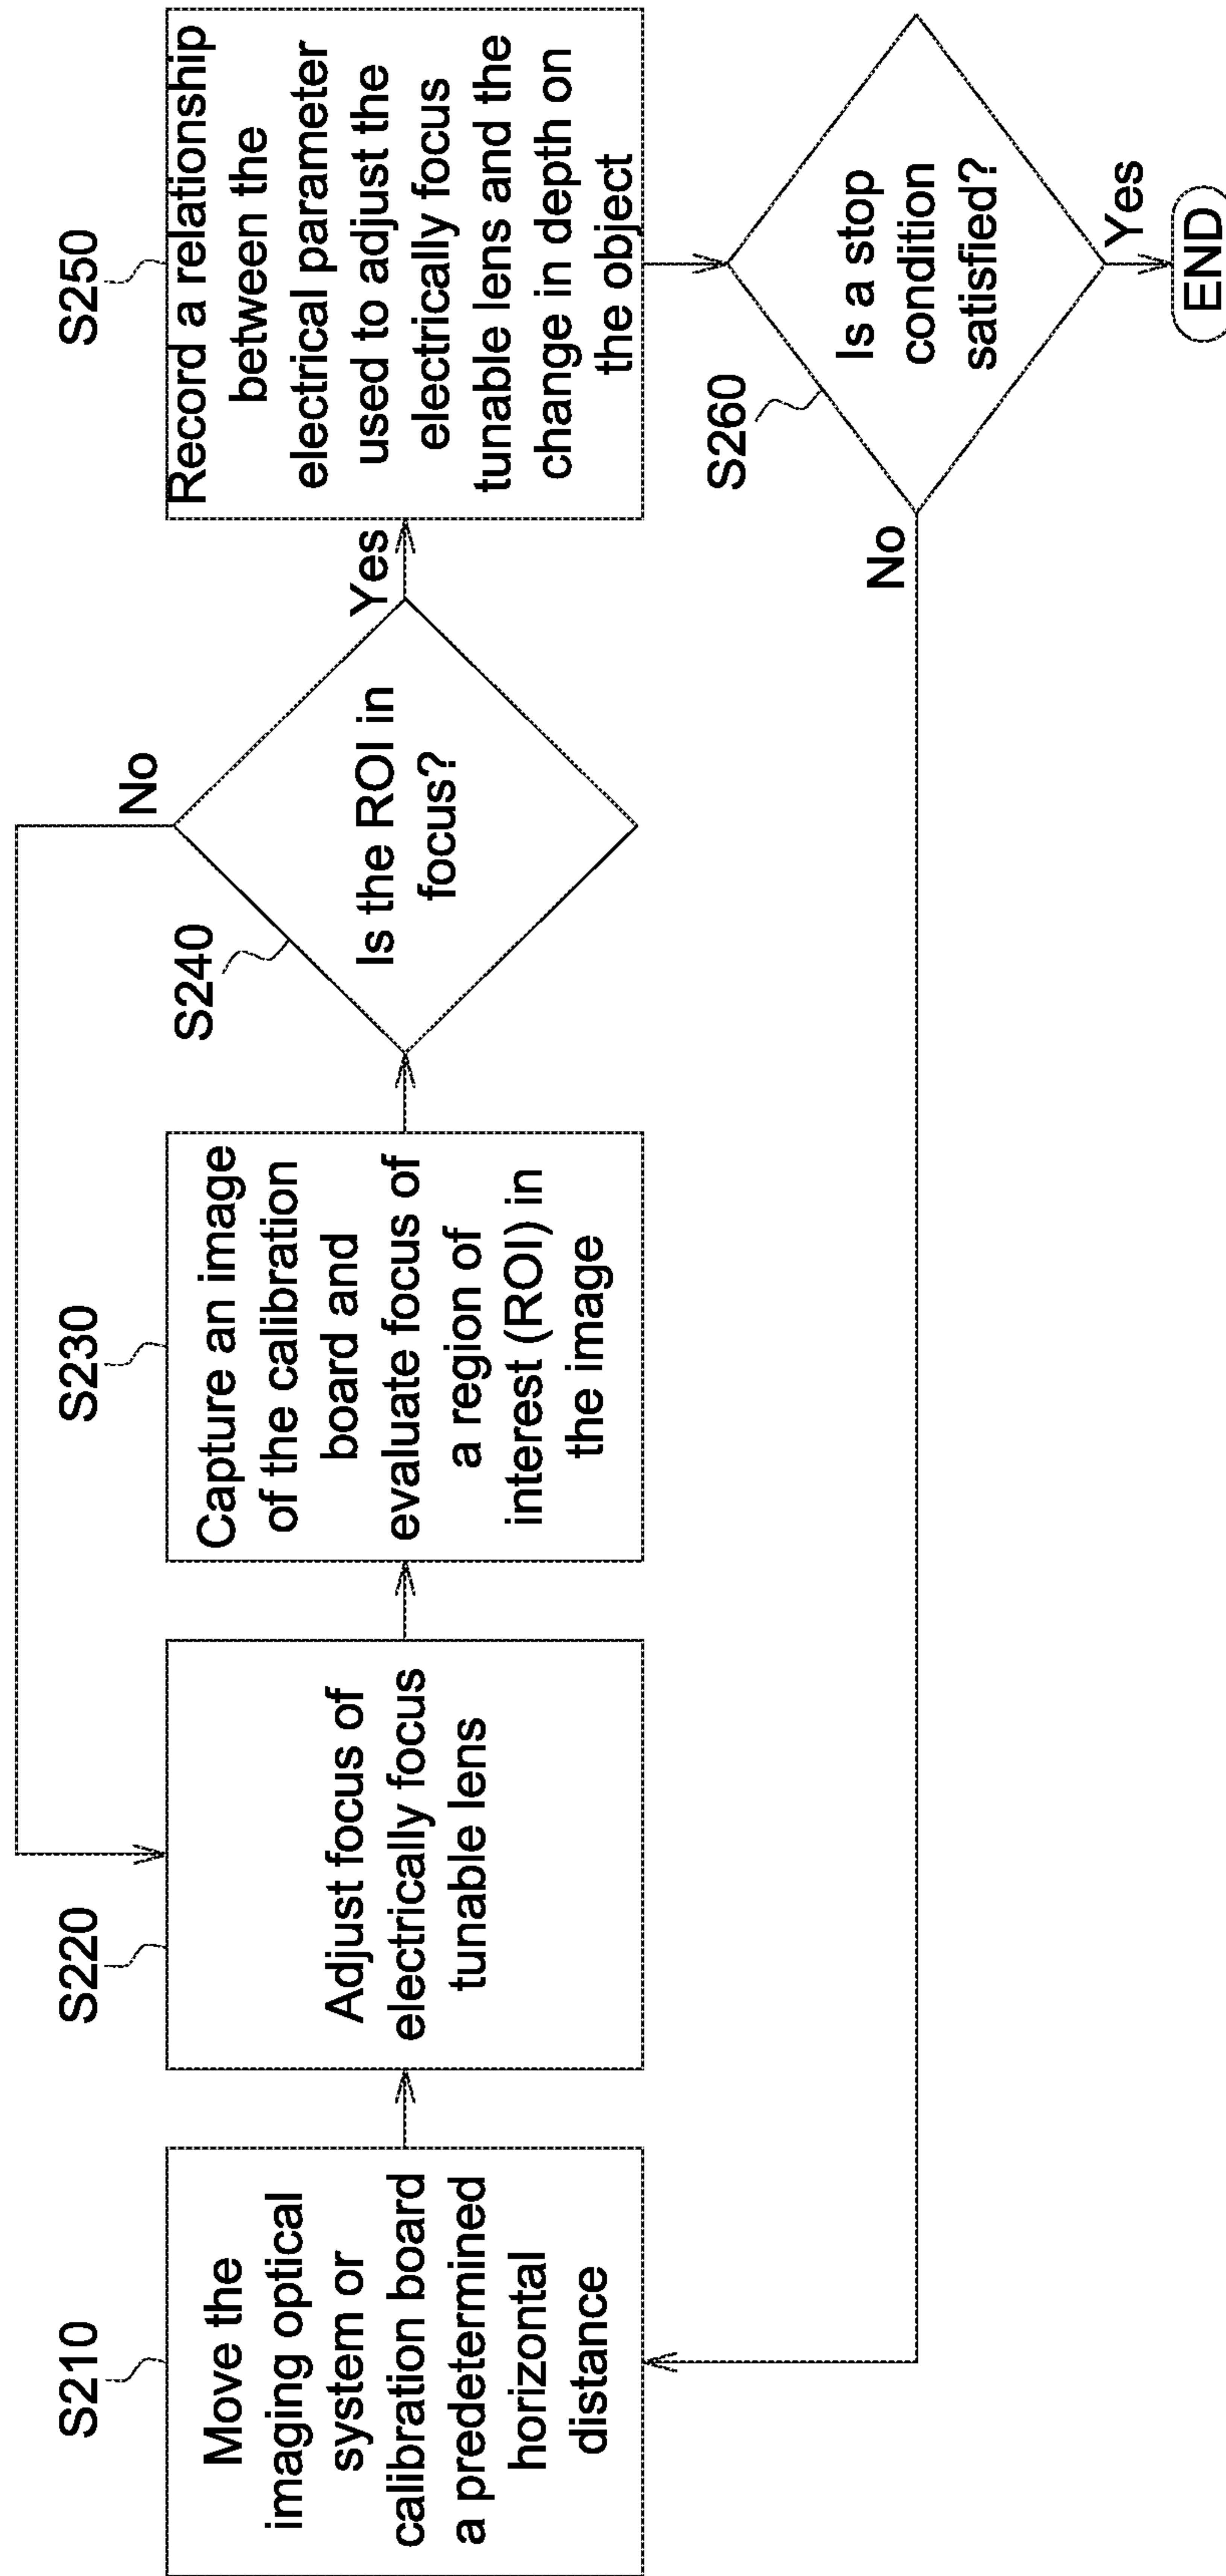 S210
Move the
imaging optical
system or
calibration board
a predetermined
horizontal
distance
S220
Adjust focus of
electrically focus
tunable lens
S230
Capture an image
of the calibration
board and
evaluate focus of
a region of
interest (ROI) in
the image
S240
Is the ROI in
focus?
No
Yes
S250
Record a relationship
between the
electrical parameter
used to adjust the
electrically focus
tunable lens and the
change in depth on
the object
S260
Is a stop
condition
satisfied?
No
Yes
END